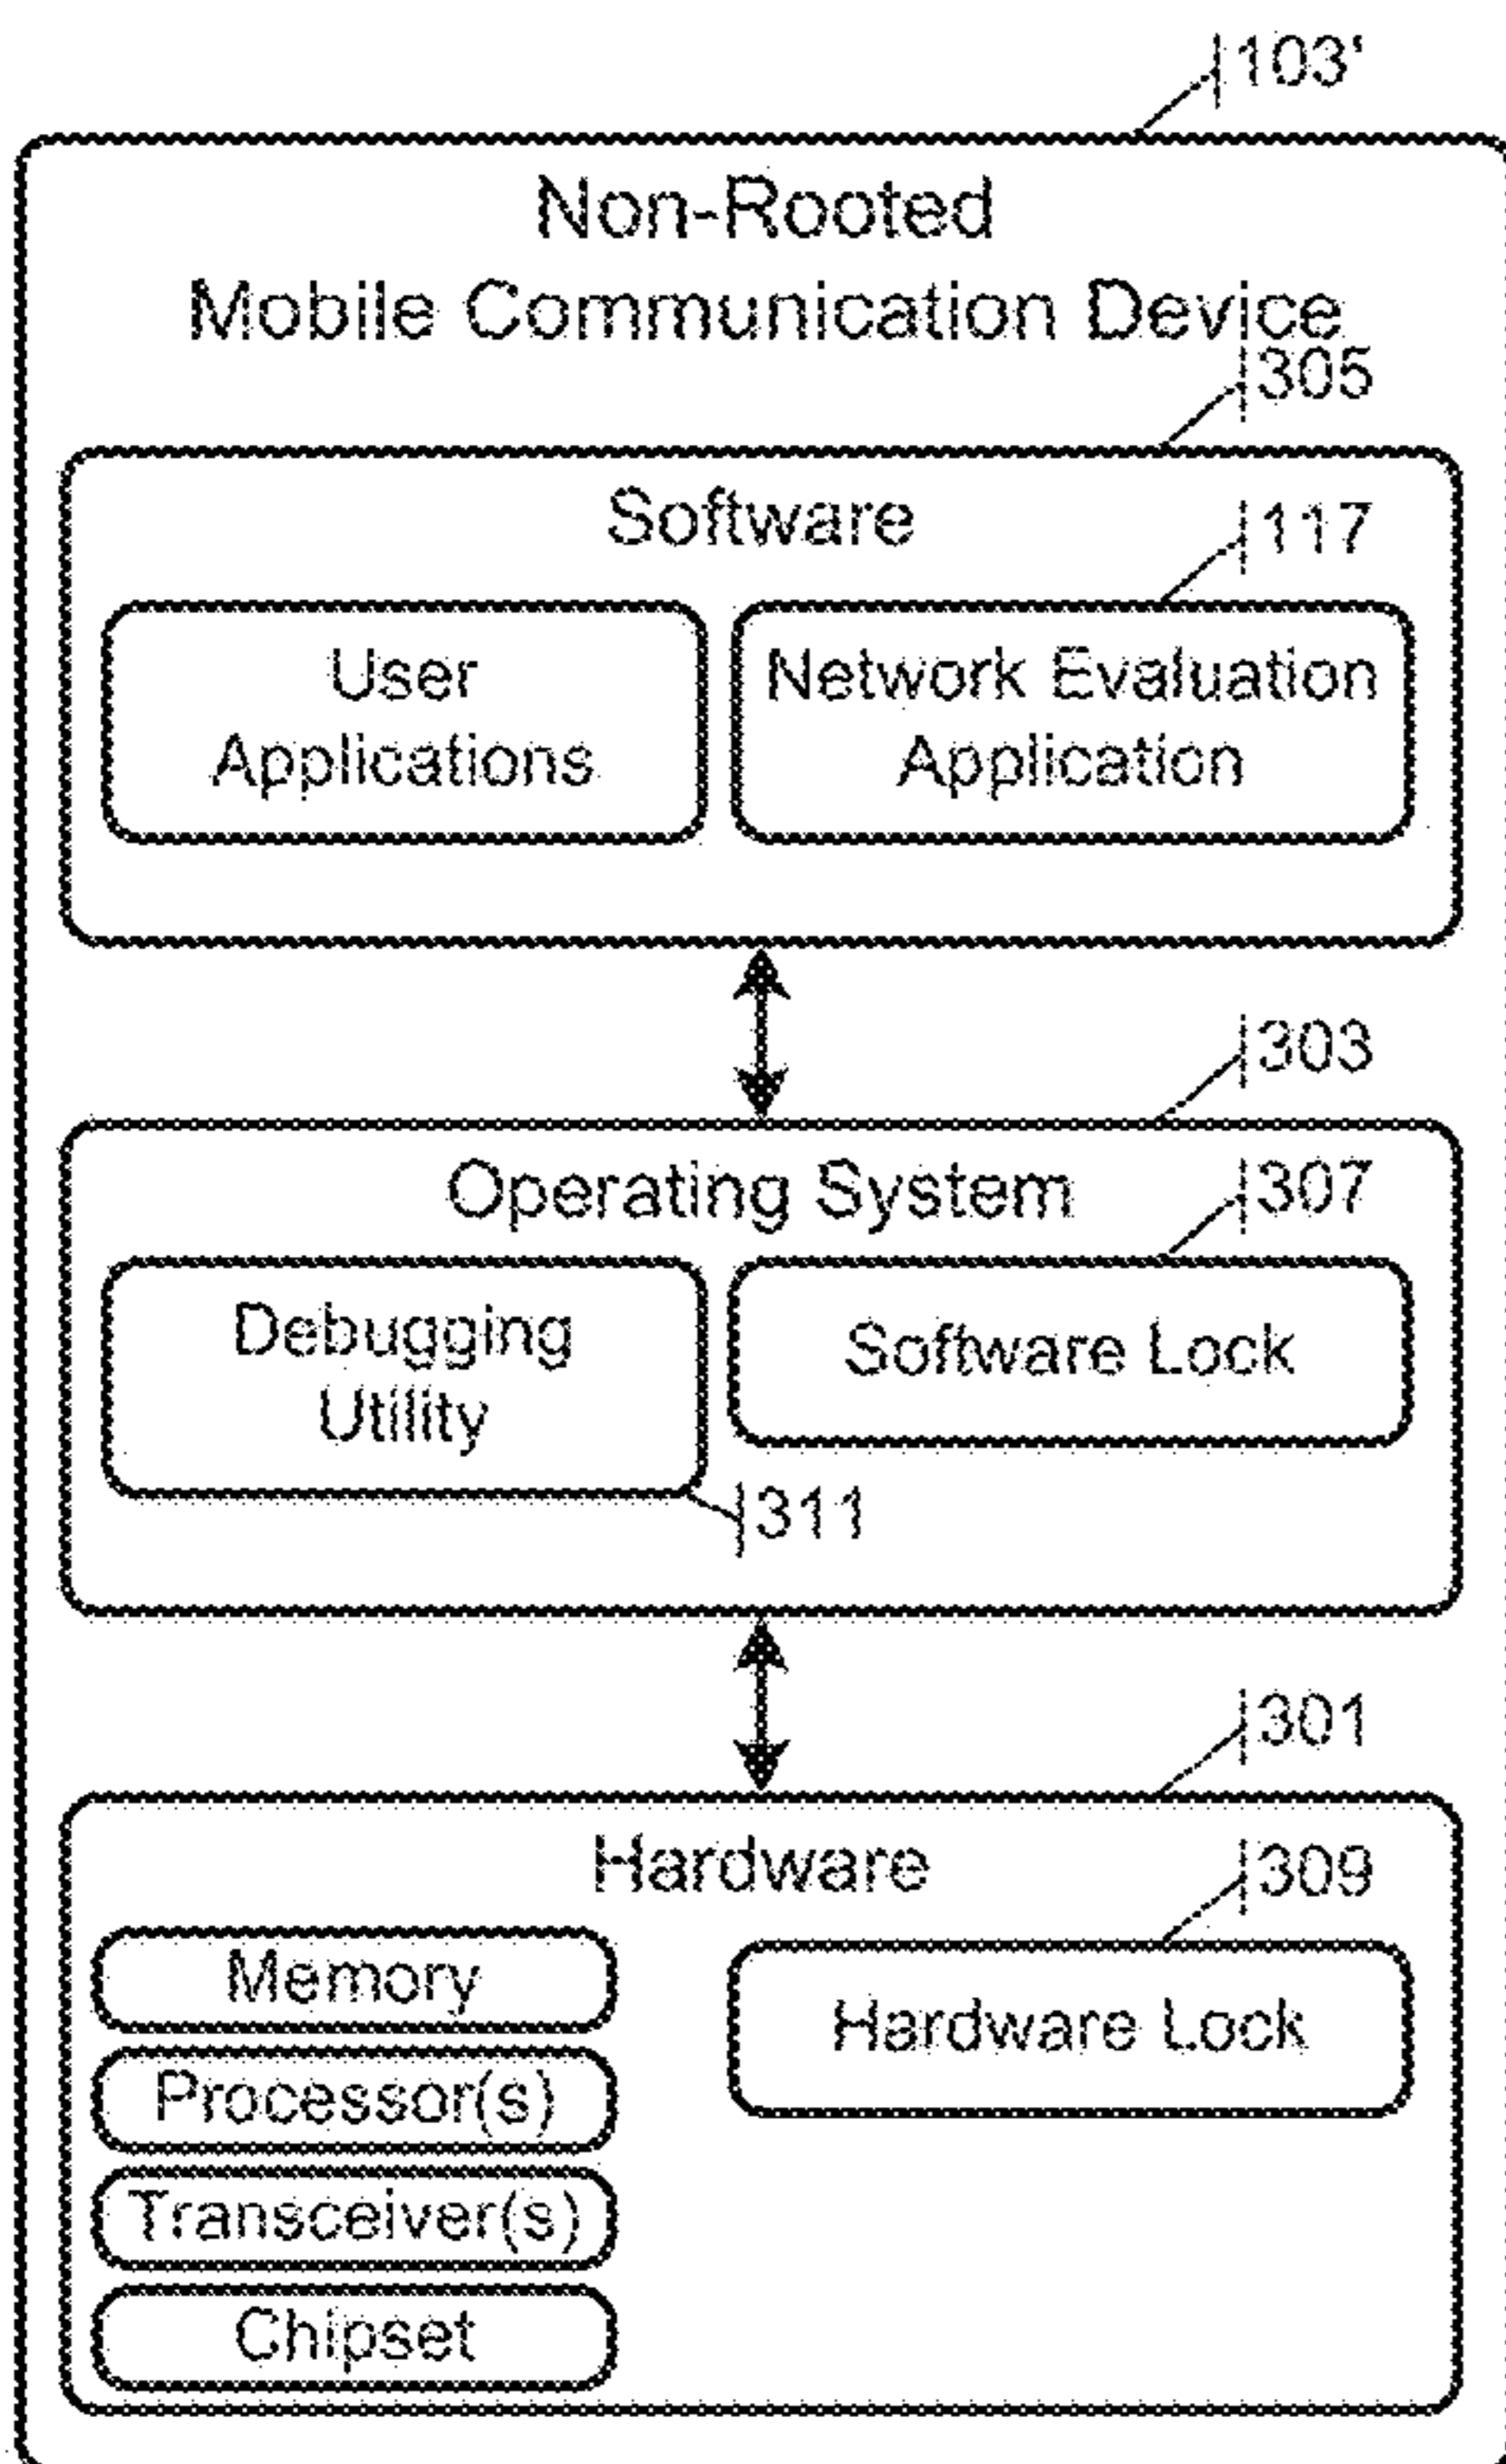 103'
Non-Rooted
Mobile Communication Device
305
Software
117
User
Applications
Network Evaluation
Application
303
Operating System
307
Debugging
Utility
Software Lock
311
301
Hardware
309
Memory
Hardware Lock
Processor(s)
Transceiver(s)
Chipset